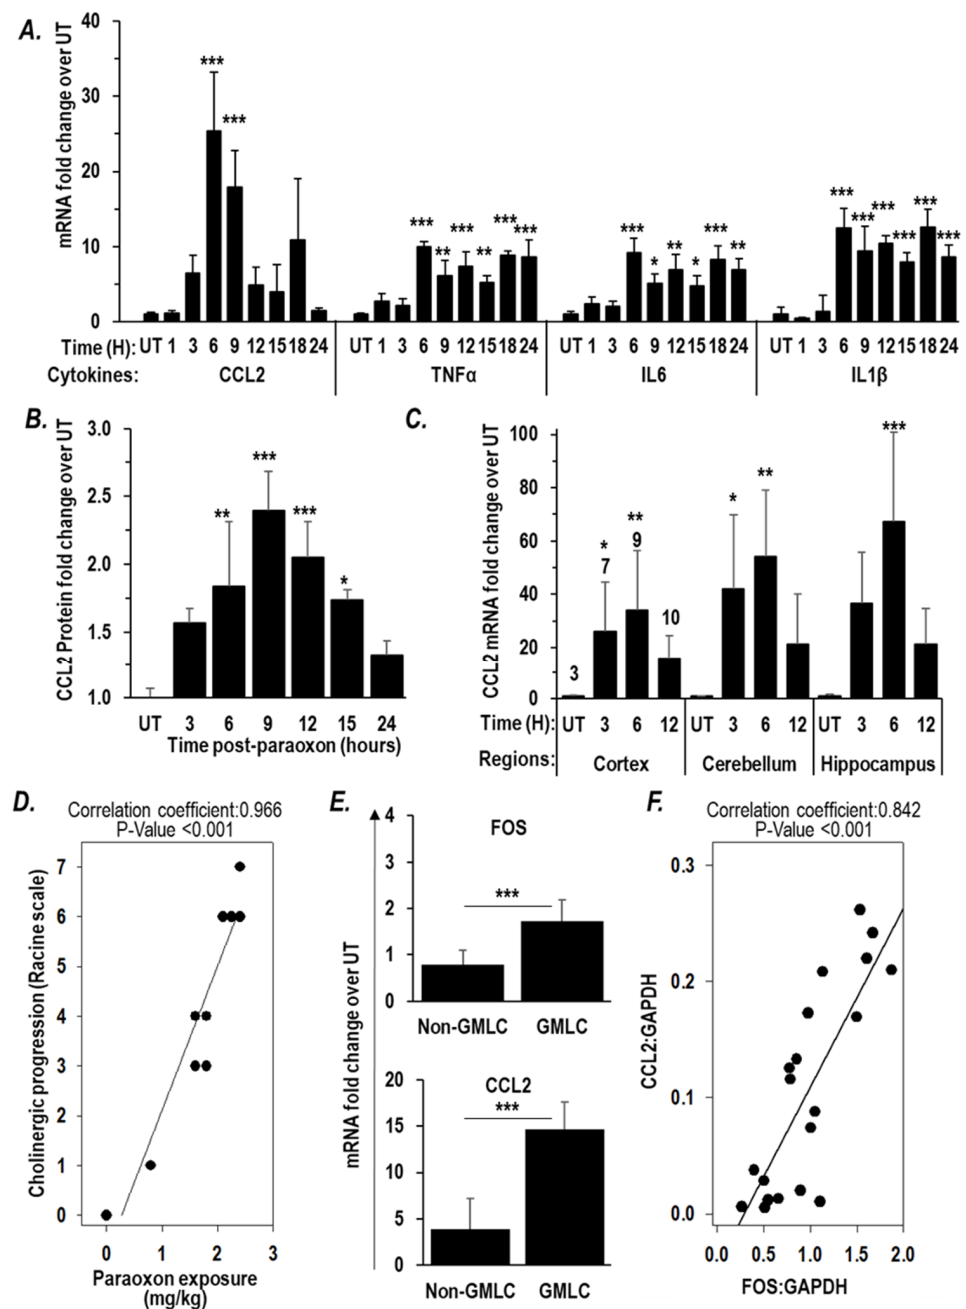 A.
mRNA fold change over UT
40
30
20
10
0
*** *** *** ** *** ** *** *** *** * ** * *** ** *** *** *** *** *** ***
Time (H): UT 1 3 6 9 12 15 18 24 UT 1 3 6 9 12 15 18 24 UT 1 3 6 9 12 15 18 24 UT 1 3 6 9 12 15 18 24
Cytokines: CCL2 TNFα IL6 IL1β
B.
CCL2 Protein fold change over UT
3.0
2.5
2.0
1.5
1.0
** *** *** *
UT 3 6 9 12 15 24
Time post-paraoxon (hours)
C.
CCL2 mRNA fold change over UT
100
80
60
40
20
0
* ** * ** ***
3 7 9 10
Time (H): UT 3 6 12 UT 3 6 12 UT 3 6 12
Regions: Cortex Cerebellum Hippocampus
D.
Correlation coefficient:0.966
P-Value <0.001
Cholinergic progression (Racine scale)
7
6
5
4
3
2
1
0
0 1 2 3
Paraoxon exposure
(mg/kg)
E.
mRNA fold change over UT
FOS
4
3
2
1
0
***
Non-GMLC GMLC
CCL2
20
15
10
5
0
***
Non-GMLC GMLC
F.
Correlation coefficient:0.842
P-Value <0.001
CCL2:GAPDH
0.3
0.2
0.1
0.0
0.0 0.5 1.0 1.5 2.0
FOS:GAPDH